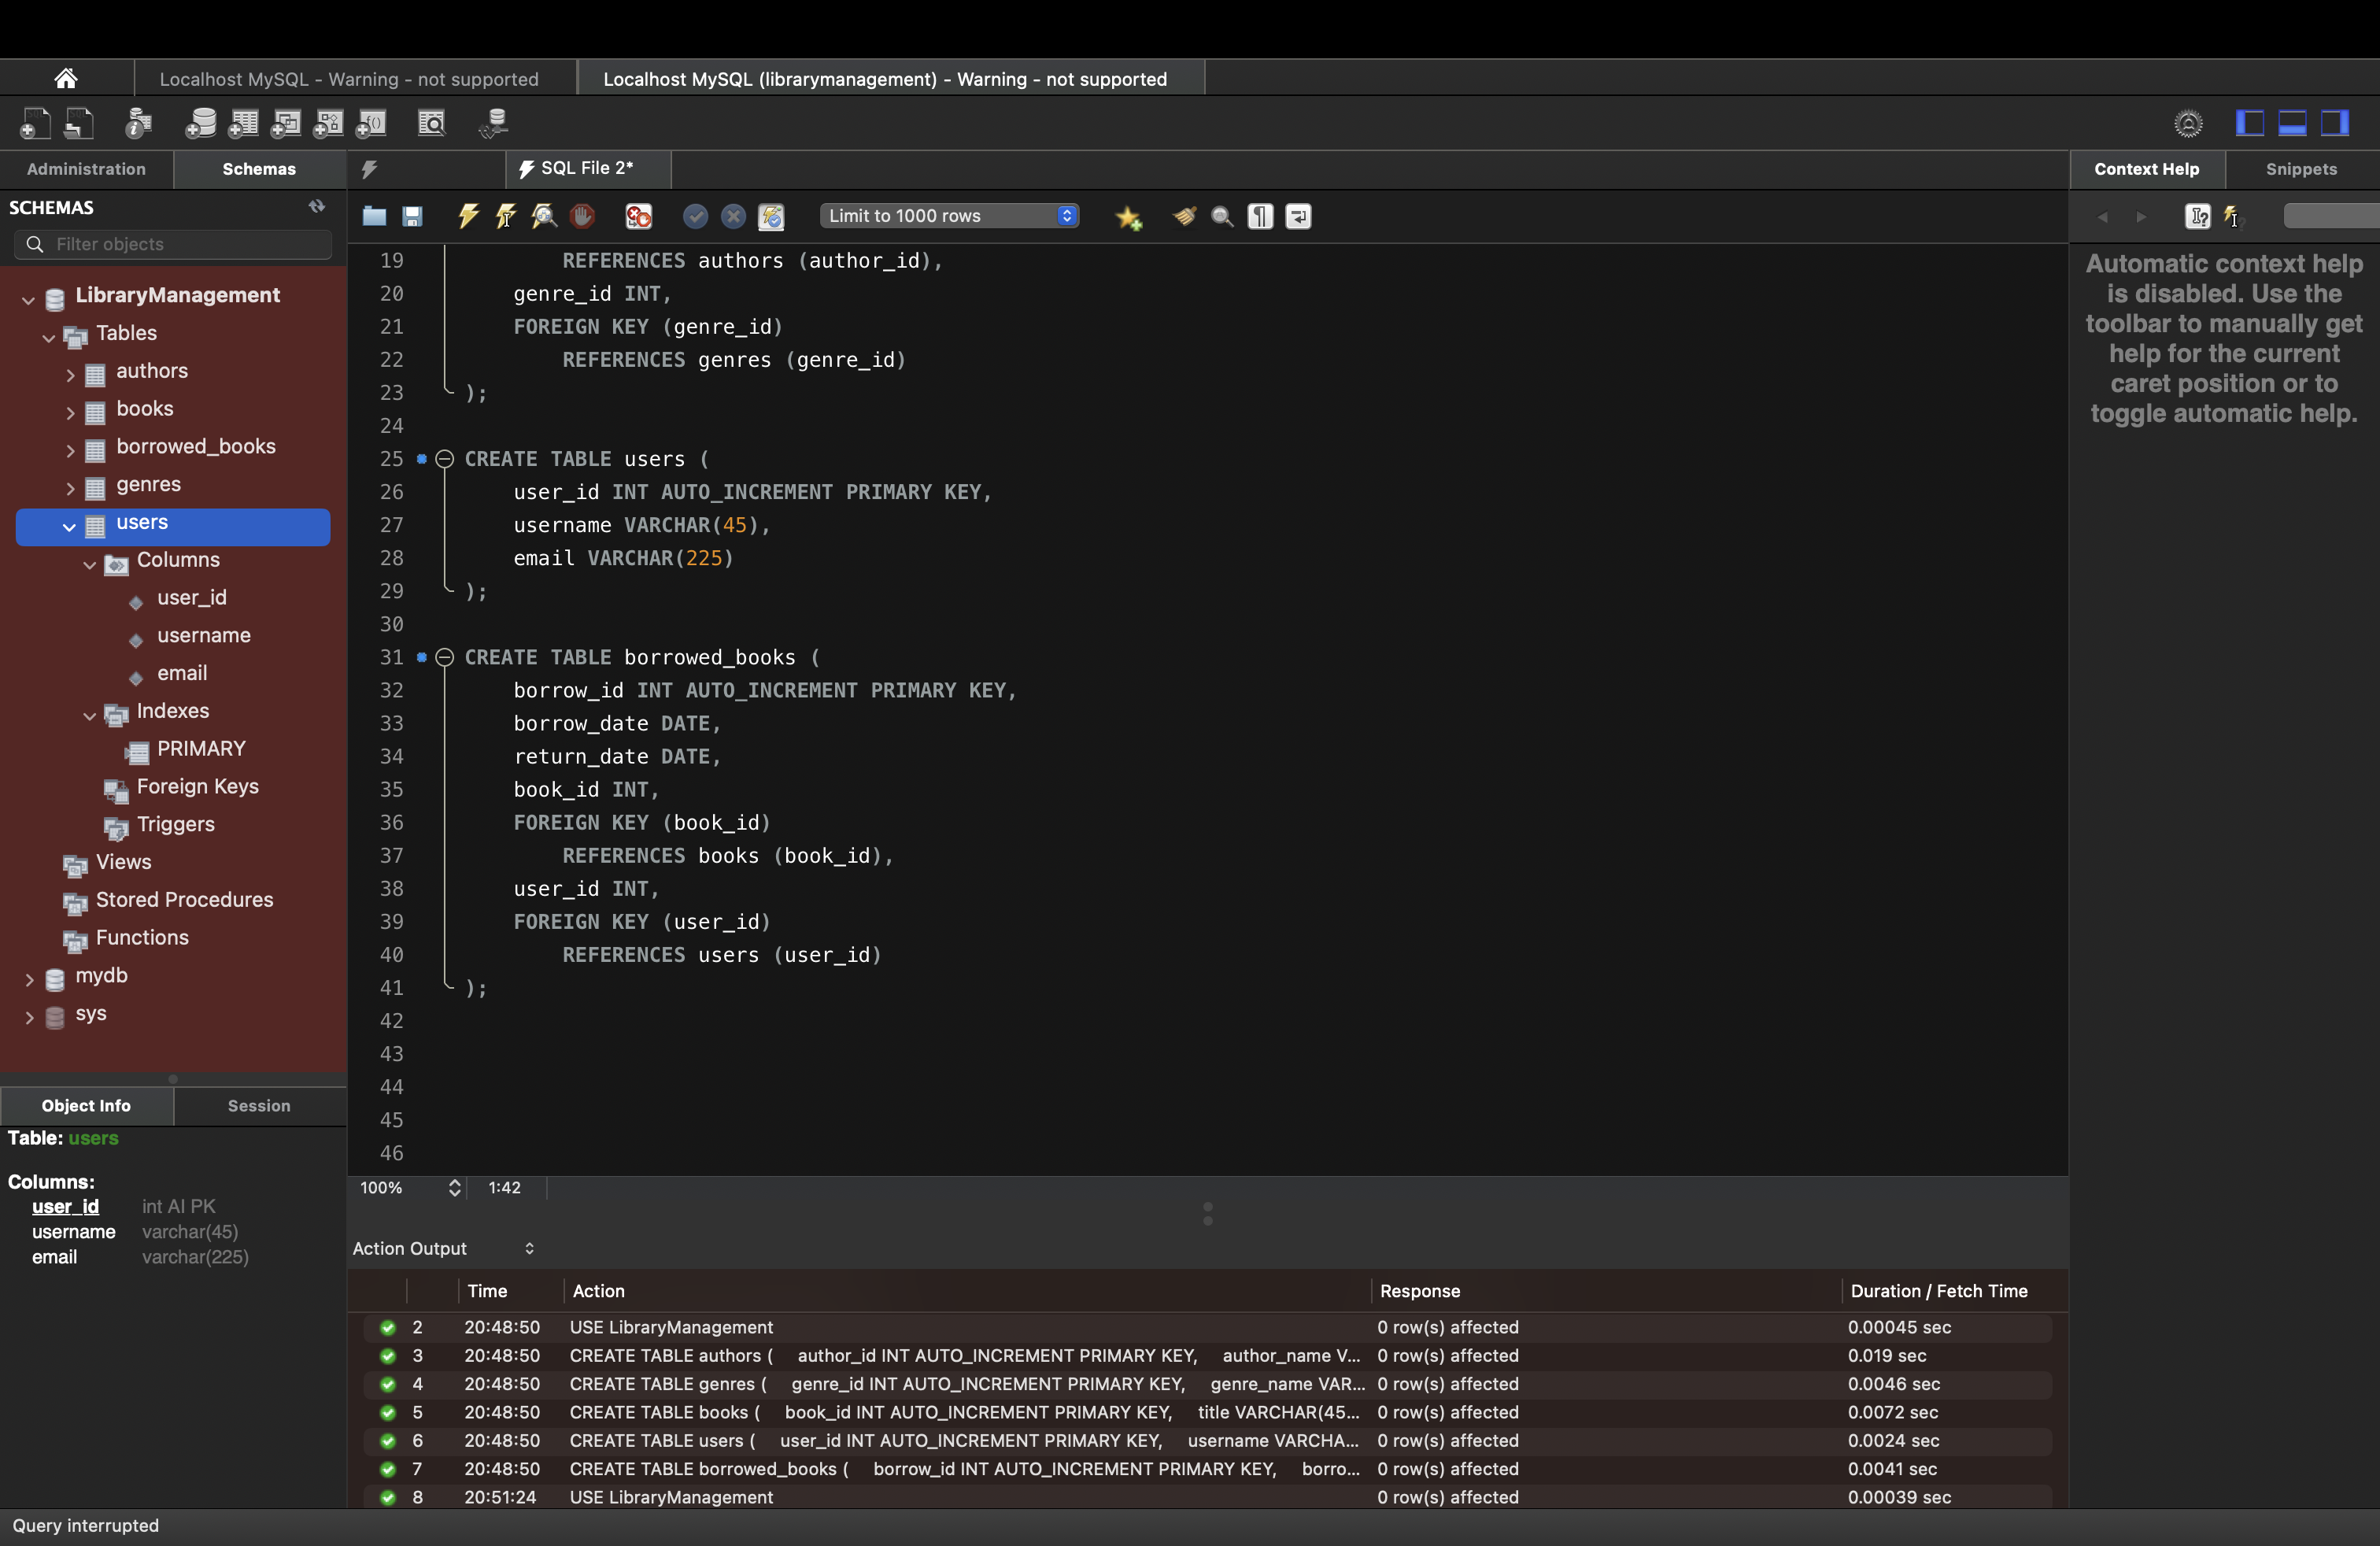 Localhost MySQL - Warning - not supported
Localhost MySQL (librarymanagement) - Warning - not supported
Administration
Schemas
SQL File 2*
Context Help
Snippets
SCHEMAS
Limit to 1000 rows
Filter objects
LibraryManagement
Tables
authors
books
borrowed_books
genres
users
Columns
user_id
username
email
Indexes
PRIMARY
Foreign Keys
Triggers
Views
Stored Procedures
Functions
mydb
sys
19 REFERENCES authors (author_id),
20 genre_id INT,
21 FOREIGN KEY (genre_id)
22 REFERENCES genres (genre_id)
23 );
24
25 CREATE TABLE users (
26 user_id INT AUTO_INCREMENT PRIMARY KEY,
27 username VARCHAR(45),
28 email VARCHAR(225)
29 );
30
31 CREATE TABLE borrowed_books (
32 borrow_id INT AUTO_INCREMENT PRIMARY KEY,
33 borrow_date DATE,
34 return_date DATE,
35 book_id INT,
36 FOREIGN KEY (book_id)
37 REFERENCES books (book_id),
38 user_id INT,
39 FOREIGN KEY (user_id)
40 REFERENCES users (user_id)
41 );
42
43
44
45
46
Automatic context help
is disabled. Use the
toolbar to manually get
help for the current
caret position or to
toggle automatic help.
Object Info
Session
Table: users
Columns:
user_id int AI PK
username varchar(45)
email varchar(225)
100% 1:42
Action Output
Time Action Response Duration / Fetch Time
2 20:48:50 USE LibraryManagement 0 row(s) affected 0.00045 sec
3 20:48:50 CREATE TABLE authors ( author_id INT AUTO_INCREMENT PRIMARY KEY, author_name V... 0 row(s) affected 0.019 sec
4 20:48:50 CREATE TABLE genres ( genre_id INT AUTO_INCREMENT PRIMARY KEY, genre_name VAR... 0 row(s) affected 0.0046 sec
5 20:48:50 CREATE TABLE books ( book_id INT AUTO_INCREMENT PRIMARY KEY, title VARCHAR(45... 0 row(s) affected 0.0072 sec
6 20:48:50 CREATE TABLE users ( user_id INT AUTO_INCREMENT PRIMARY KEY, username VARCHA... 0 row(s) affected 0.0024 sec
7 20:48:50 CREATE TABLE borrowed_books ( borrow_id INT AUTO_INCREMENT PRIMARY KEY, borro... 0 row(s) affected 0.0041 sec
8 20:51:24 USE LibraryManagement 0 row(s) affected 0.00039 sec
Query interrupted